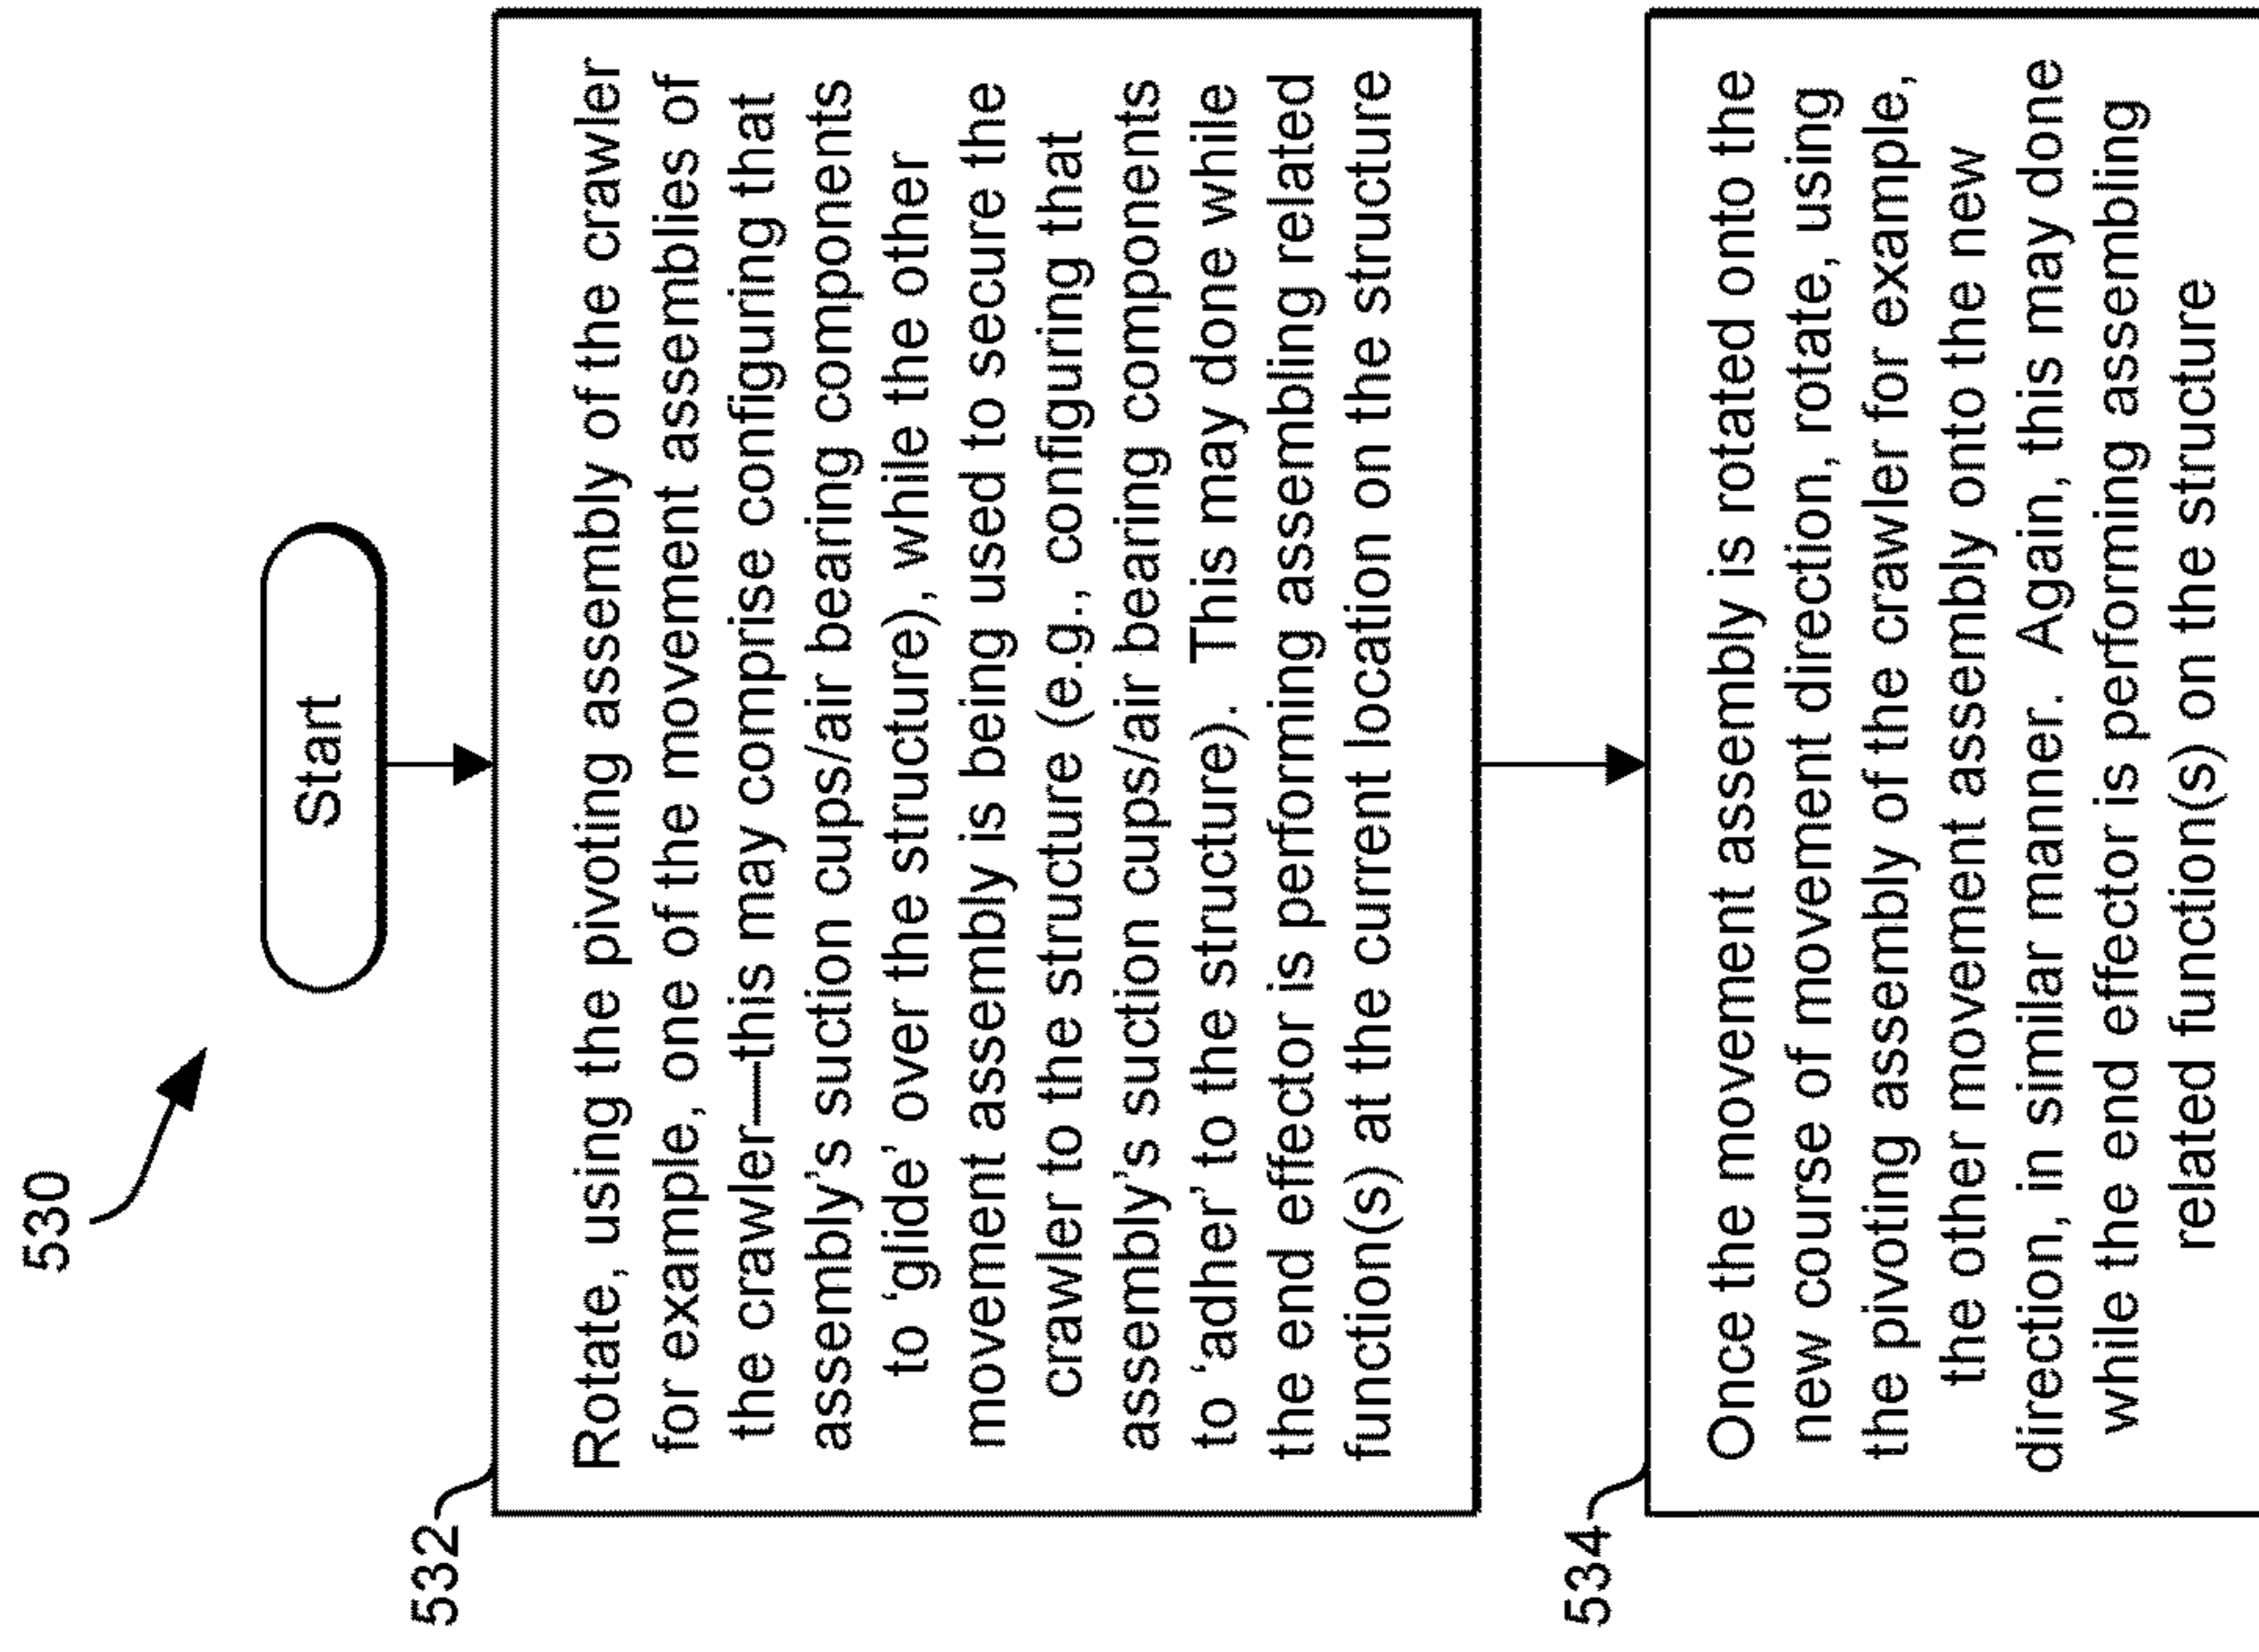 530
Start
532
Rotate, using the pivoting assembly of the crawler
for example, one of the movement assemblies of
the crawler—this may comprise configuring that
assembly's suction cups/air bearing components
to ‘glide’ over the structure), while the other
movement assembly is being used to secure the
crawler to the structure (e.g., configuring that
assembly's suction cups/air bearing components
to ‘adher’ to the structure). This may done while
the end effector is performing assembling related
function(s) at the current location on the structure
534
Once the movement assembly is rotated onto the
new course of movement direction, rotate, using
the pivoting assembly of the crawler for example,
the other movement assembly onto the new
direction, in similar manner. Again, this may done
while the end effector is performing assembling
related function(s) on the structure